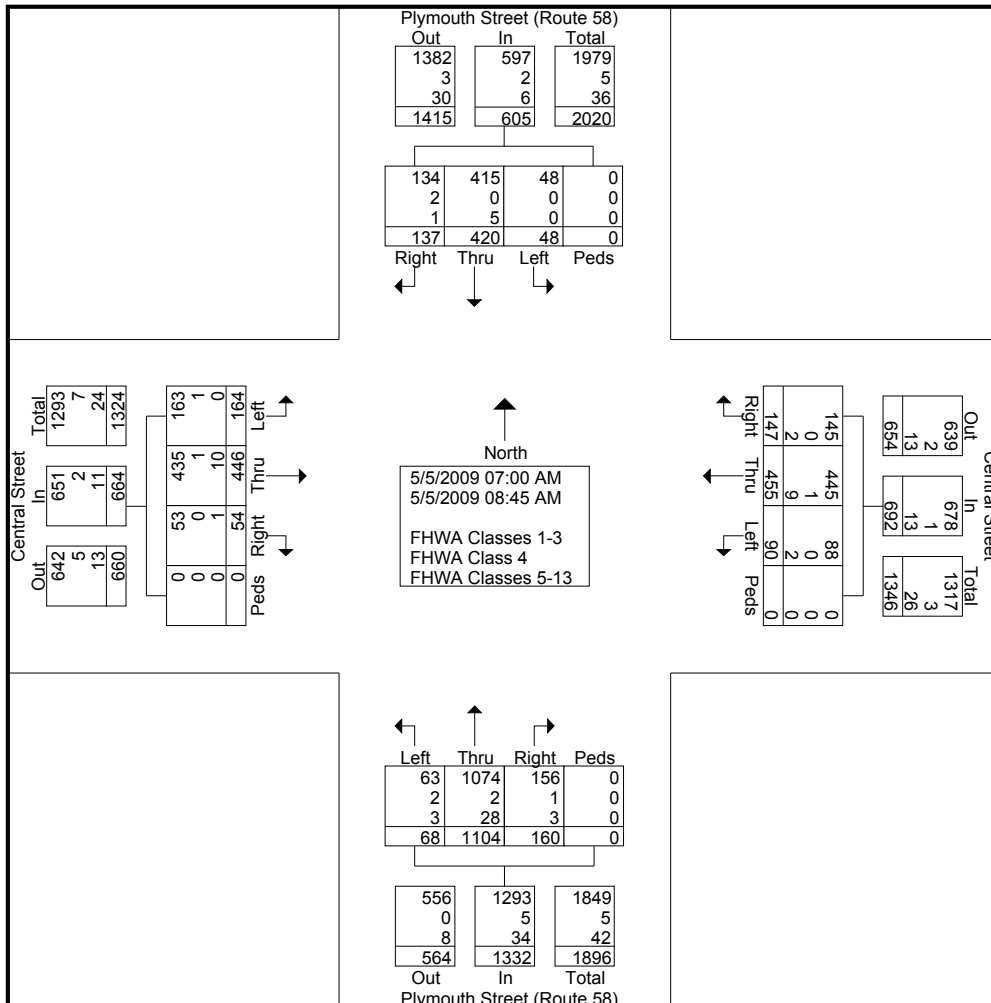 Plymouth Street (Route 58)
Out In Total
1382 597 1979
3 2 5
30 6 36
1415 605 2020
134 415 48 0
2 0 0 0
1 5 0 0
137 420 48 0
Right Thru Left Peds
Central Street
Total In Out
1293 651 642
7 2 5
24 11 13
1324 664 660
163 435 53 0
1 1 0 0
0 10 1 0
164 446 54 0
Left Thru Right Peds
North
5/5/2009 07:00 AM
5/5/2009 08:45 AM
FHWA Classes 1-3
FHWA Class 4
FHWA Classes 5-13
Right Thru Left Peds
145 445 88 0
0 1 0 0
2 9 2 0
147 455 90 0
Central Street
Out In Total
639 678 1317
2 1 3
13 13 26
654 692 1346
Left Thru Right Peds
63 1074 156 0
2 2 1 0
3 28 3 0
68 1104 160 0
556 1293 1849
0 5 5
8 34 42
564 1332 1896
Out In Total
Plymouth Street (Route 58)